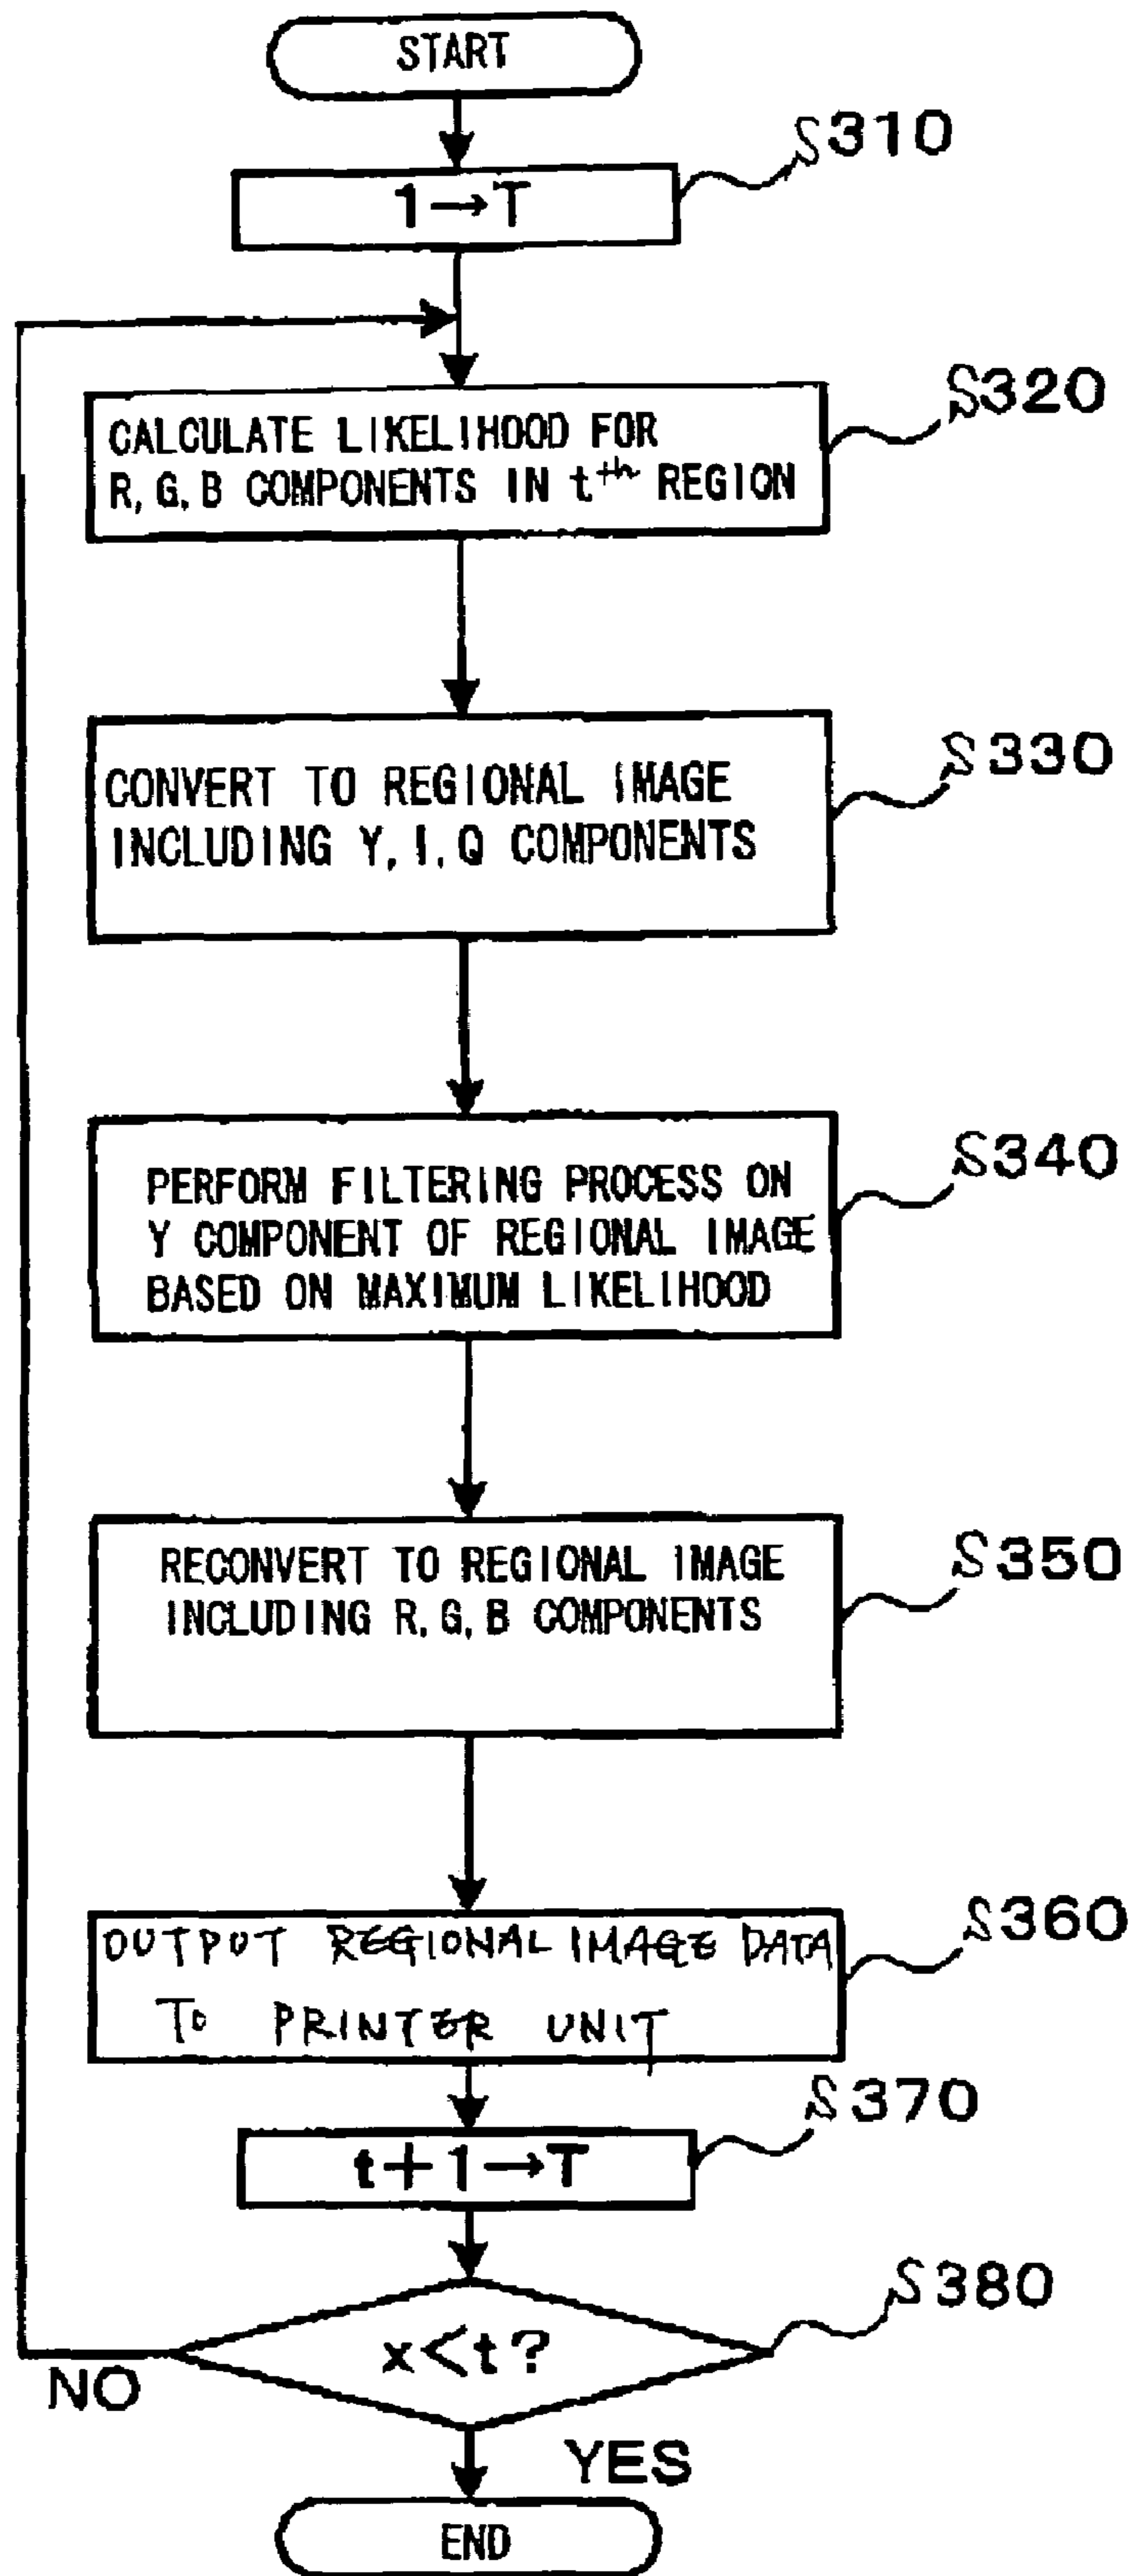 START
S310
1→T
S320
CALCULATE LIKELIHOOD FOR
R, G, B COMPONENTS IN tth REGION
S330
CONVERT TO REGIONAL IMAGE
INCLUDING Y, I, Q COMPONENTS
S340
PERFORM FILTERING PROCESS ON
Y COMPONENT OF REGIONAL IMAGE
BASED ON MAXIMUM LIKELIHOOD
S350
RECONVERT TO REGIONAL IMAGE
INCLUDING R, G, B COMPONENTS
S360
OUTPUT REGIONAL IMAGE DATA
TO PRINTER UNIT
S370
t+1→T
S380
x<t?
NO
YES
END